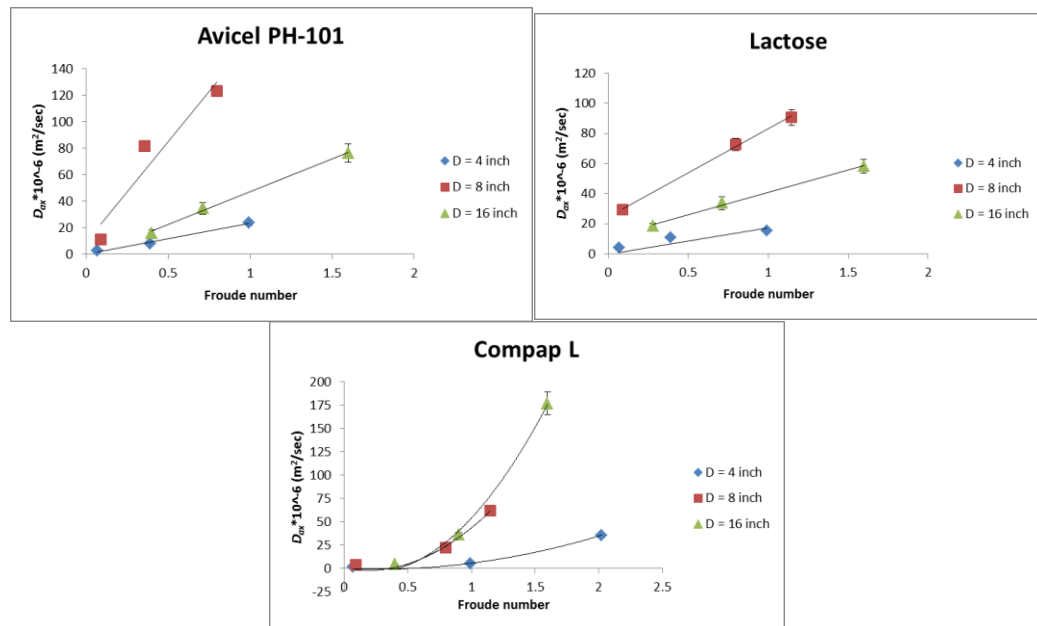 Avicel PH-101
D_ax*10^-6 (m²/sec)
140
120
100
80
60
40
20
0
0 0.5 1 1.5 2
Froude number
D = 4 inch
D = 8 inch
D = 16 inch
Lactose
D_ax*10^-6 (m²/sec)
120
100
80
60
40
20
0
0 0.5 1 1.5 2
Froude number
D = 4 inch
D = 8 inch
D = 16 inch
Compap L
D_ax*10^-6 (m²/sec)
200
175
150
125
100
75
50
25
0
-25
0 0.5 1 1.5 2 2.5
Froude number
D = 4 inch
D = 8 inch
D = 16 inch